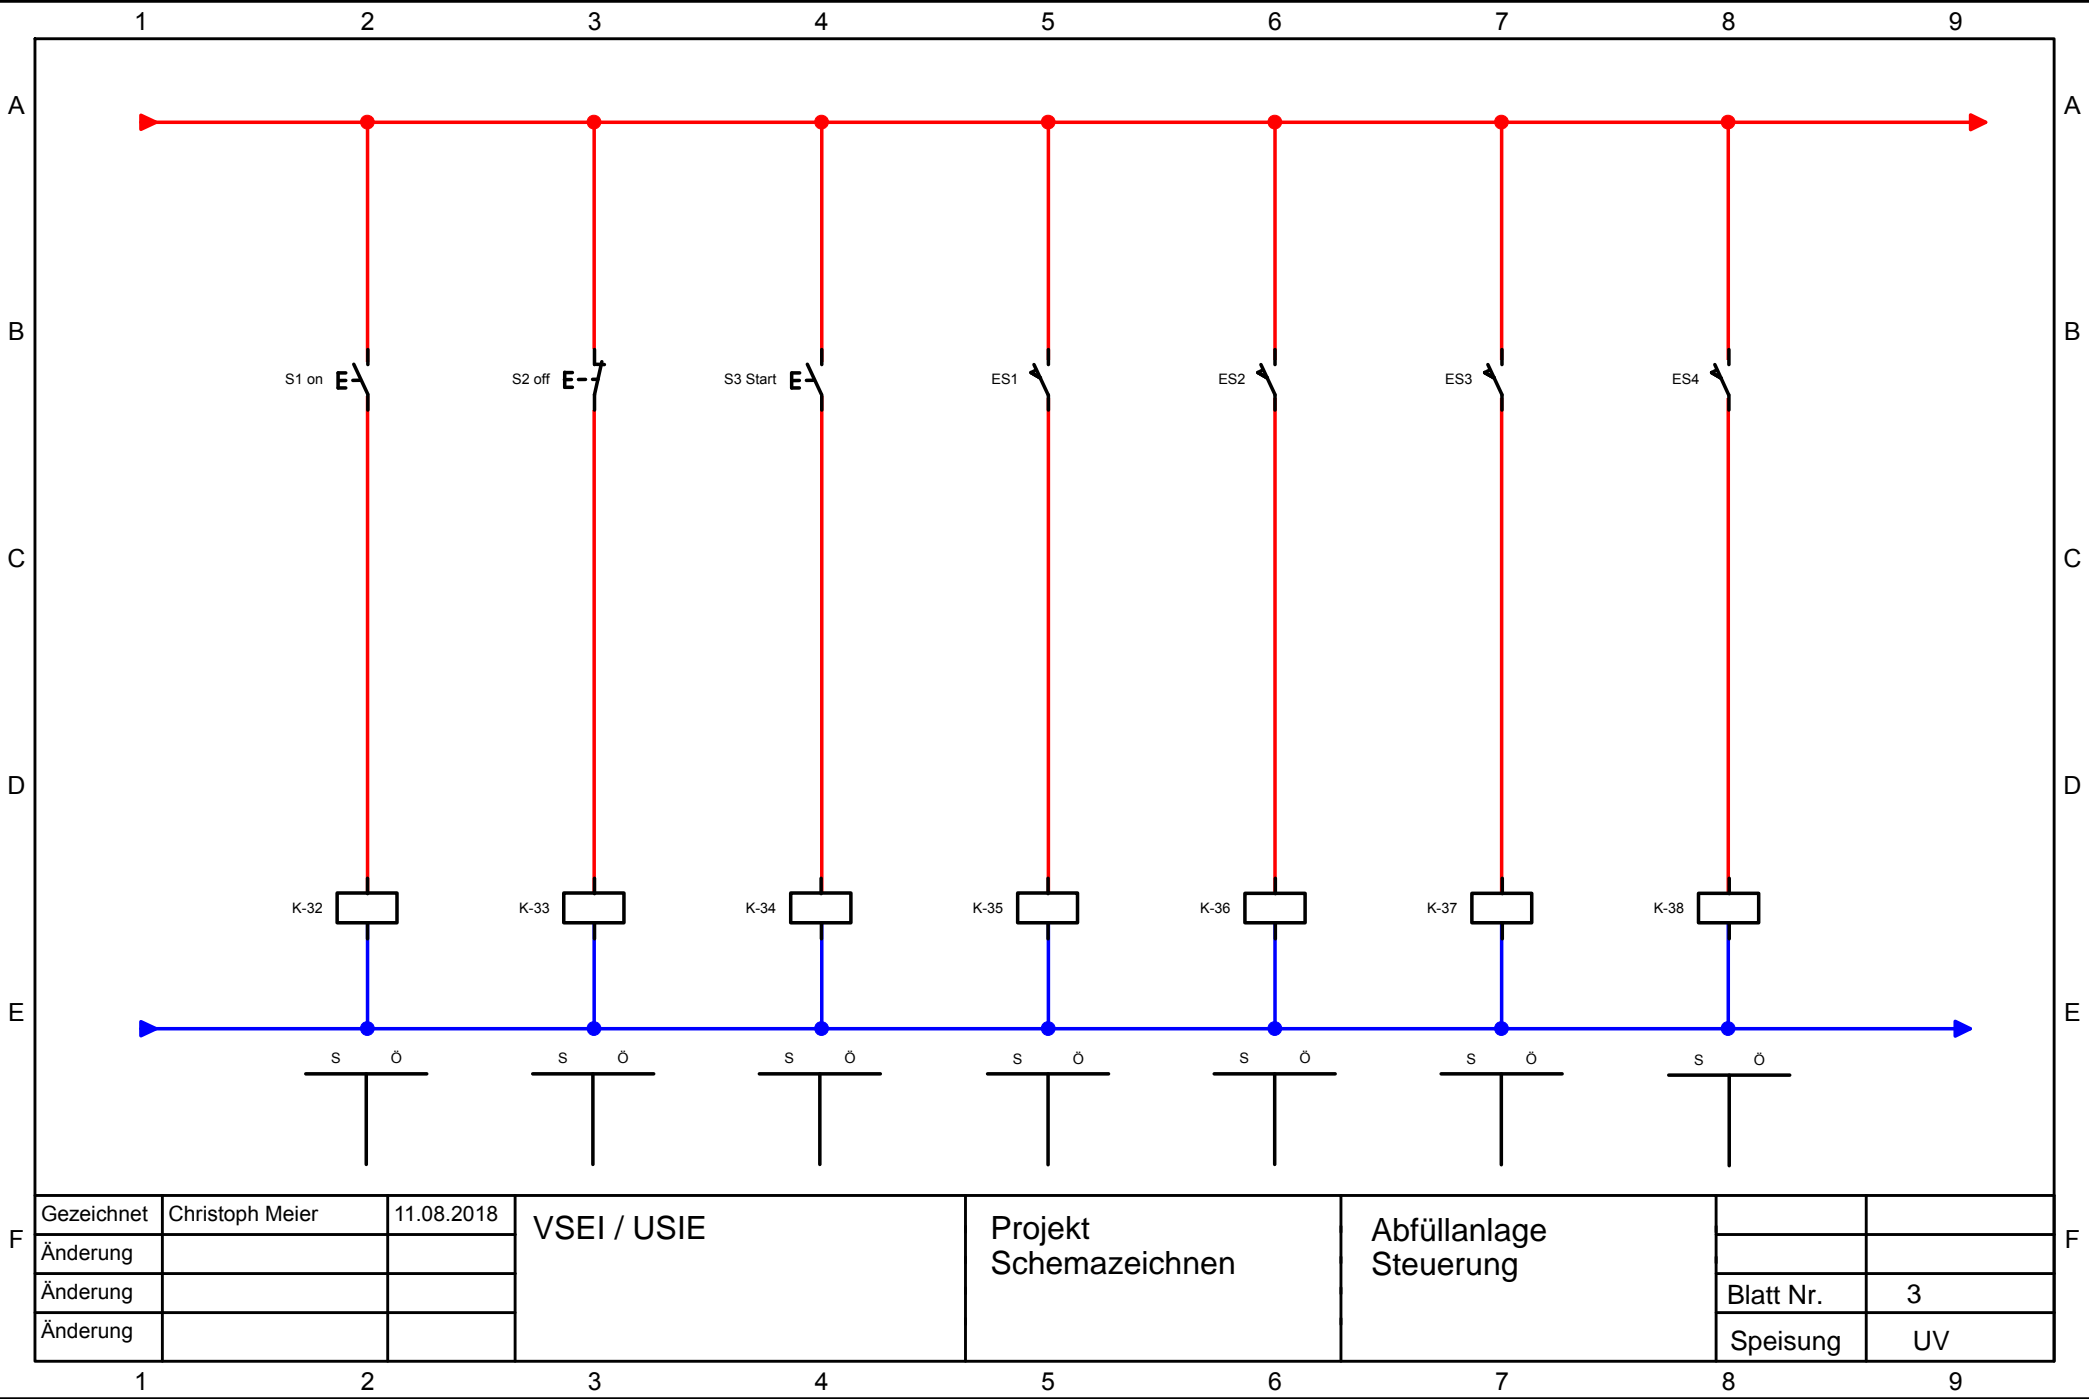 1 2 3 4 5 6 7 8 9
A A
B B
S1 on S2 off S3 Start ES1 ES2 ES3 ES4
C C
D D
K-32 K-33 K-34 K-35 K-36 K-37 K-38
E E
S Ö S Ö S Ö S Ö S Ö S Ö S Ö
F F
Gezeichnet Christoph Meier 11.08.2018
Änderung
Änderung
Änderung
VSEI / USIE
Projekt
Schemazeichnen
Abfüllanlage
Steuerung
Blatt Nr. 3
Speisung UV
1 2 3 4 5 6 7 8 9